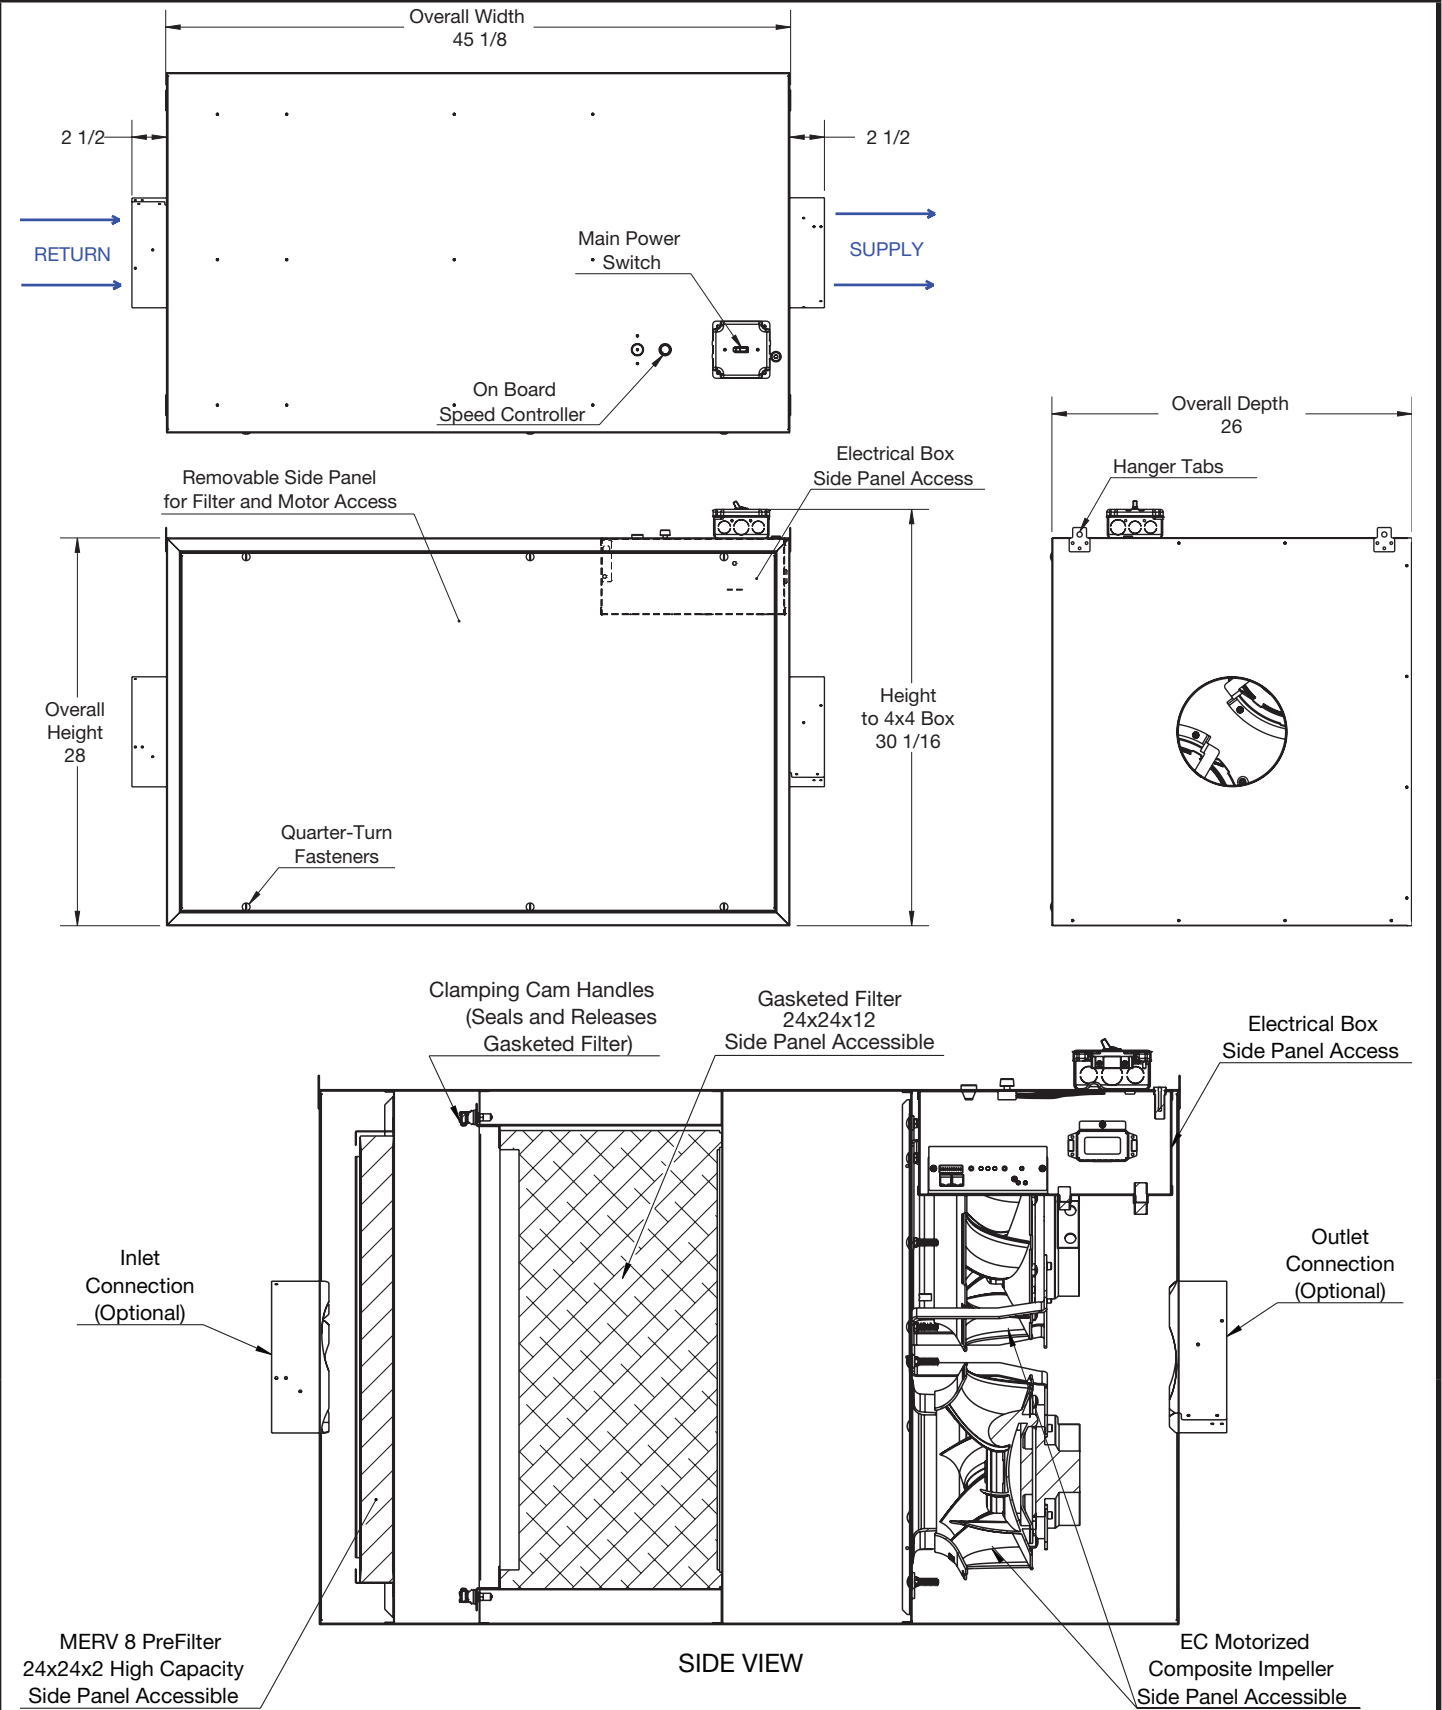 Overall Width
45 1/8
2 1/2
2 1/2
RETURN
SUPPLY
Main Power
Switch
On Board
Speed Controller
Overall Depth
26
Hanger Tabs
Removable Side Panel
for Filter and Motor Access
Electrical Box
Side Panel Access
Overall
Height
28
Height
to 4x4 Box
30 1/16
Quarter-Turn
Fasteners
Clamping Cam Handles
(Seals and Releases
Gasketed Filter)
Gasketed Filter
24x24x12
Side Panel Accessible
Electrical Box
Side Panel Access
Inlet
Connection
(Optional)
Outlet
Connection
(Optional)
MERV 8 PreFilter
24x24x2 High Capacity
Side Panel Accessible
SIDE VIEW
EC Motorized
Composite Impeller
Side Panel Accessible